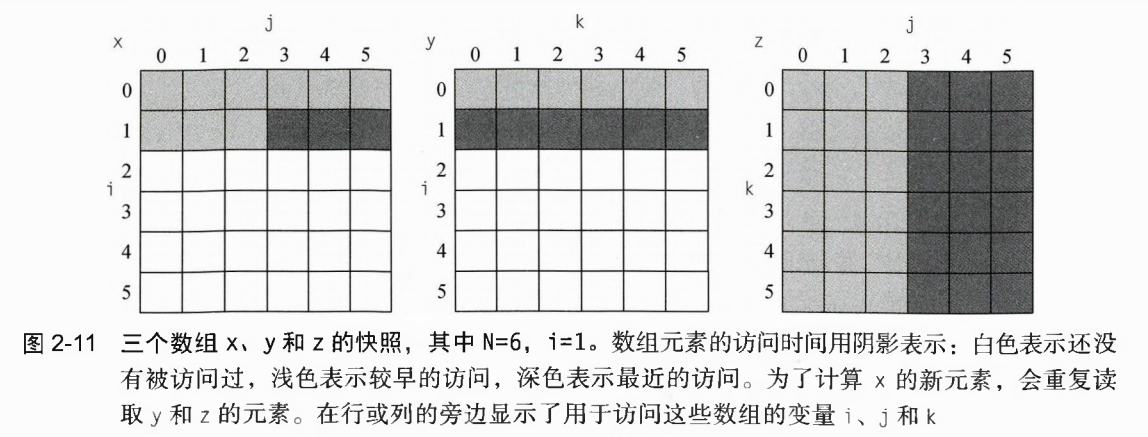 j k j
x 0 1 2 3 4 5 y 0 1 2 3 4 5 z 0 1 2 3 4 5
0 0 0
1 1 1
2 2 2
i i k
3 3 3
4 4 4
5 5 5
图 2-11 三个数组 x、y 和 z 的快照，其中 N=6，i=1。数组元素的访问时间用阴影表示：白色表示还没
有被访问过，浅色表示较早的访问，深色表示最近的访问。为了计算 x 的新元素，会重复读
取 y 和 z 的元素。在行或列的旁边显示了用于访问这些数组的变量 i、j 和 k